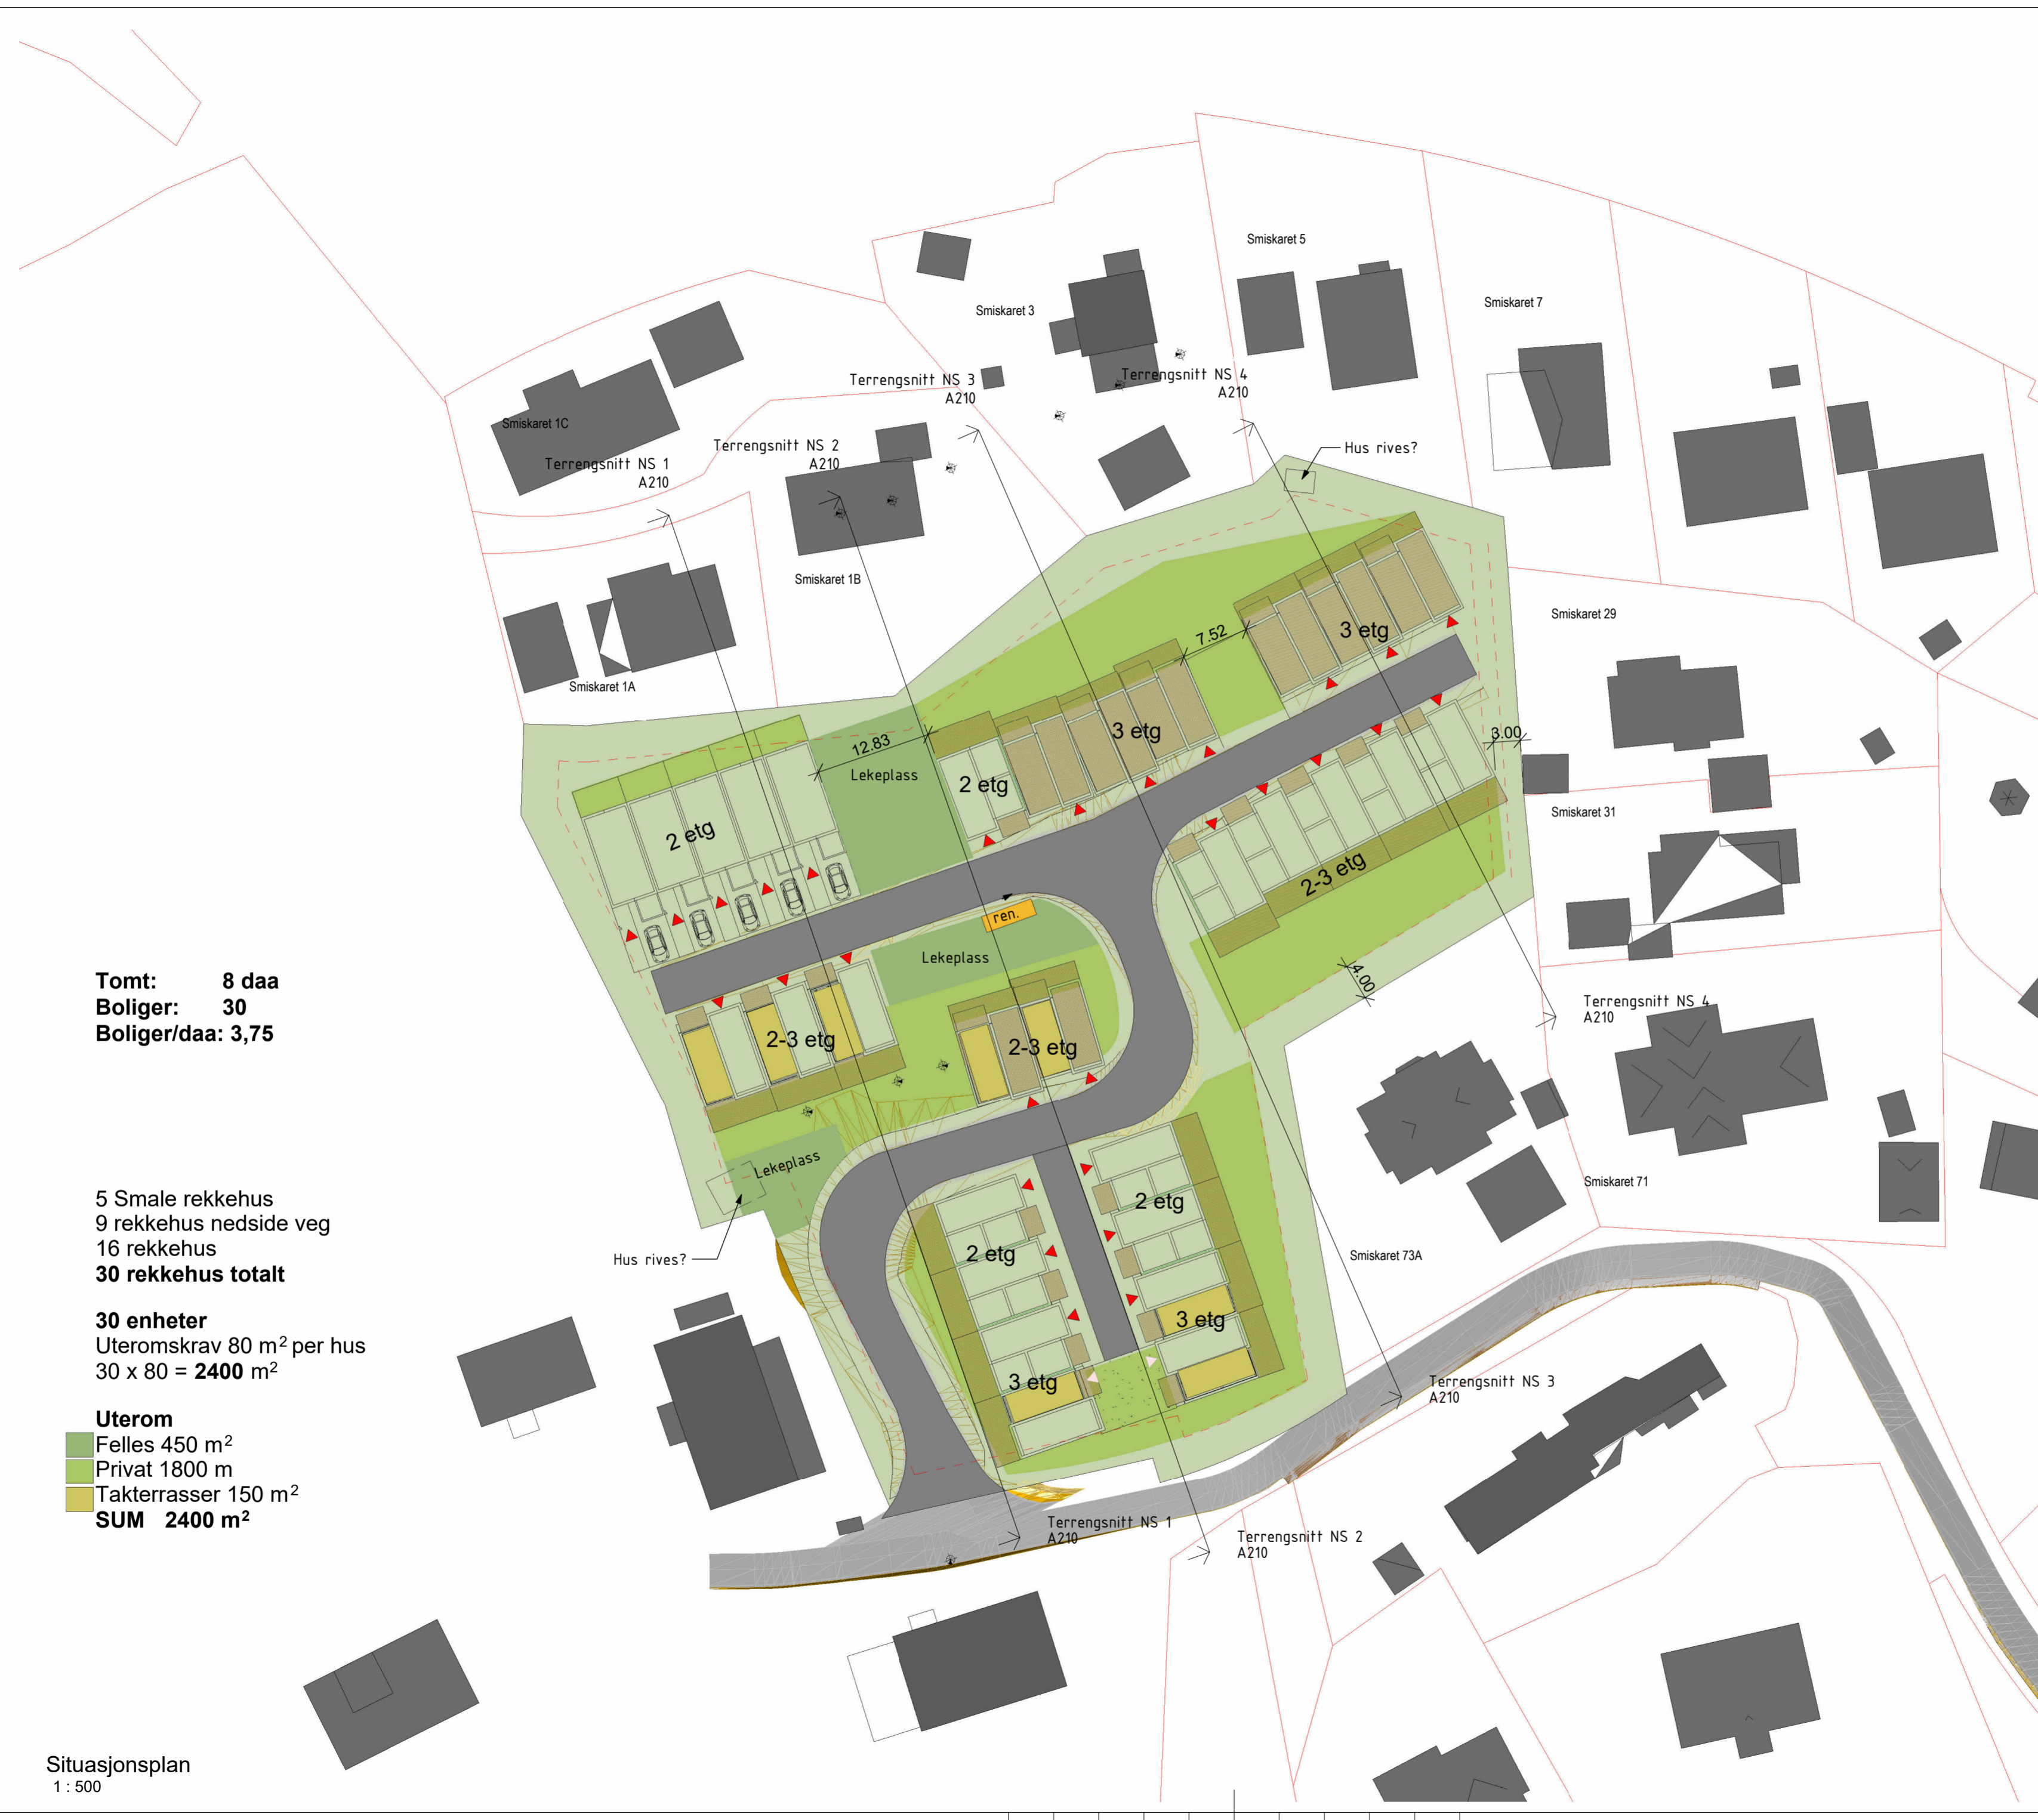 Smiskaret 5
Smiskaret 7
Smiskaret 3
Terrengsnitt NS 3
A210
Terrengsnitt NS 4
A210
Smiskaret 1C
Terrengsnitt NS 2
A210
Terrengsnitt NS 1
A210
Hus rives?
Smiskaret 1B
Smiskaret 29
Smiskaret 1A
7.52
3 etg
3 etg
3.00
12.83
Lekeplass
2 etg
2 etg
Smiskaret 31
2-3 etg
ren.
Lekeplass
4.00
Terrengsnitt NS 4
A210
2-3 etg
2-3 etg
Tomt: 8 daa
Boliger: 30
Boliger/daa: 3,75
Lekeplass
Smiskaret 71
2 etg
2 etg
Hus rives?
Smiskaret 73A
3 etg
3 etg
5 Smale rekkehus
9 rekkehus nedside veg
16 rekkehus
30 rekkehus totalt
30 enheter
Uteromskrav 80 m² per hus
30 x 80 = 2400 m²
Uterom
Felles 450 m²
Privat 1800 m
Takterrasser 150 m²
SUM 2400 m²
Terrengsnitt NS 3
A210
Terrengsnitt NS 1
A210
Terrengsnitt NS 2
A210
Situasjonsplan
1 : 500